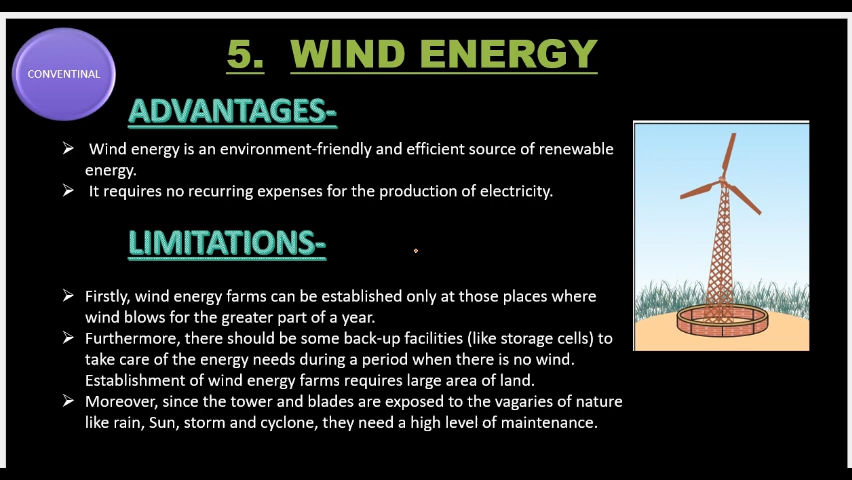 CONVENTINAL
5. WIND ENERGY
ADVANTAGES-
➢ Wind energy is an environment-friendly and efficient source of renewable
energy.
➢ It requires no recurring expenses for the production of electricity.
LIMITATIONS-
➢ Firstly, wind energy farms can be established only at those places where
wind blows for the greater part of a year.
➢ Furthermore, there should be some back-up facilities (like storage cells) to
take care of the energy needs during a period when there is no wind.
Establishment of wind energy farms requires large area of land.
➢ Moreover, since the tower and blades are exposed to the vagaries of nature
like rain, Sun, storm and cyclone, they need a high level of maintenance.